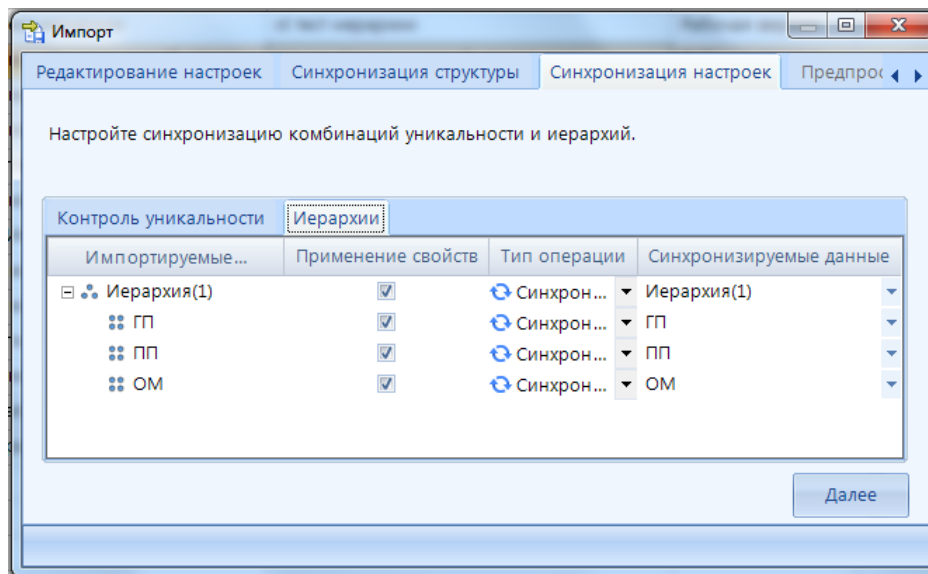 Импорт
Редактирование настроек Синхронизация структуры Синхронизация настроек Предпрос
Настройте синхронизацию комбинаций уникальности и иерархий.
Контроль уникальности Иерархии
Импортируемые... Применение свойств Тип операции Синхронизируемые данные
Иерархия(1) Синхрон... Иерархия(1)
ГП Синхрон... ГП
ПП Синхрон... ПП
ОМ Синхрон... ОМ
Далее